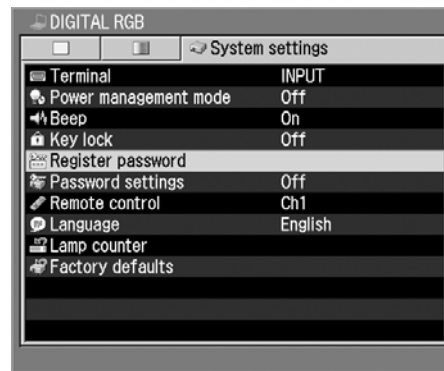 DIGITAL RGB
System settings
Terminal INPUT
Power management mode Off
Beep On
Key lock Off
Register password
Password settings Off
Remote control Ch1
Language English
Lamp counter
Factory defaults